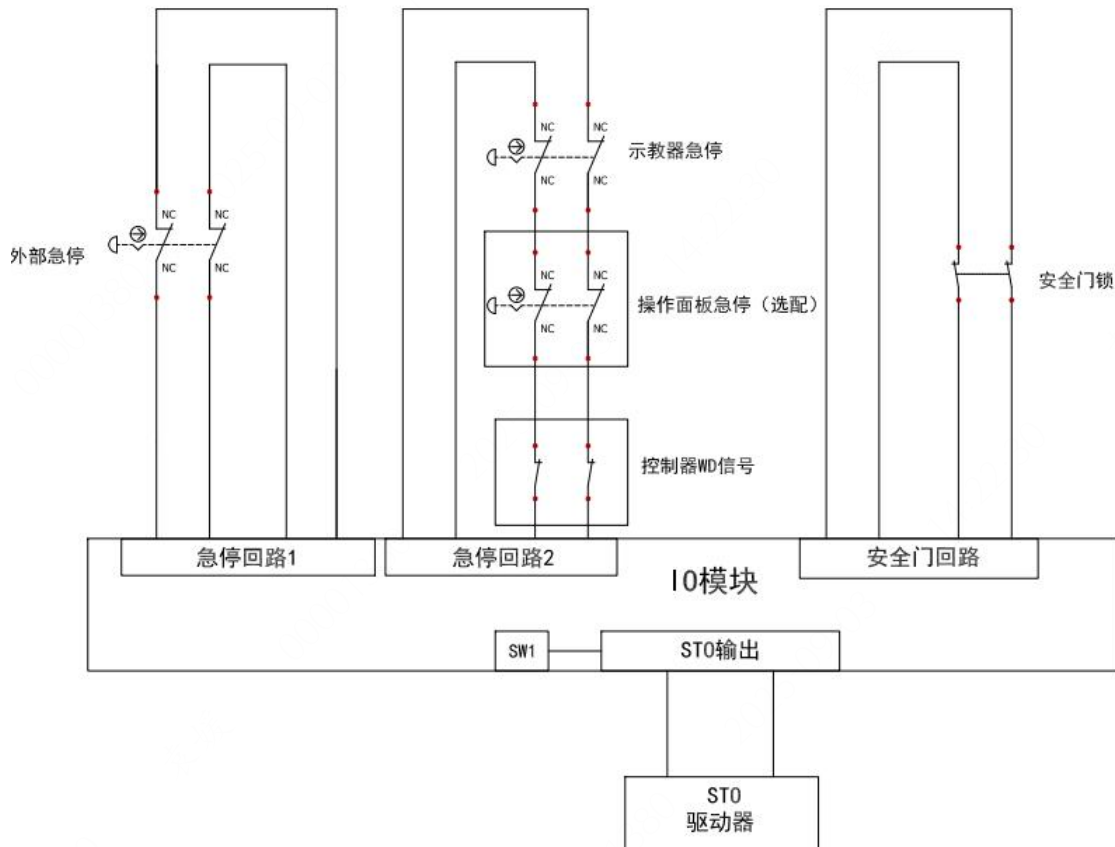 NC
NC
示教器急停
NC
NC
NC
NC
外部急停
NC
NC
NC
NC
操作面板急停（选配）
NC
NC
安全门锁
控制器WD信号
急停回路1
急停回路2
安全门回路
IO模块
SW1
STO输出
STO
驱动器